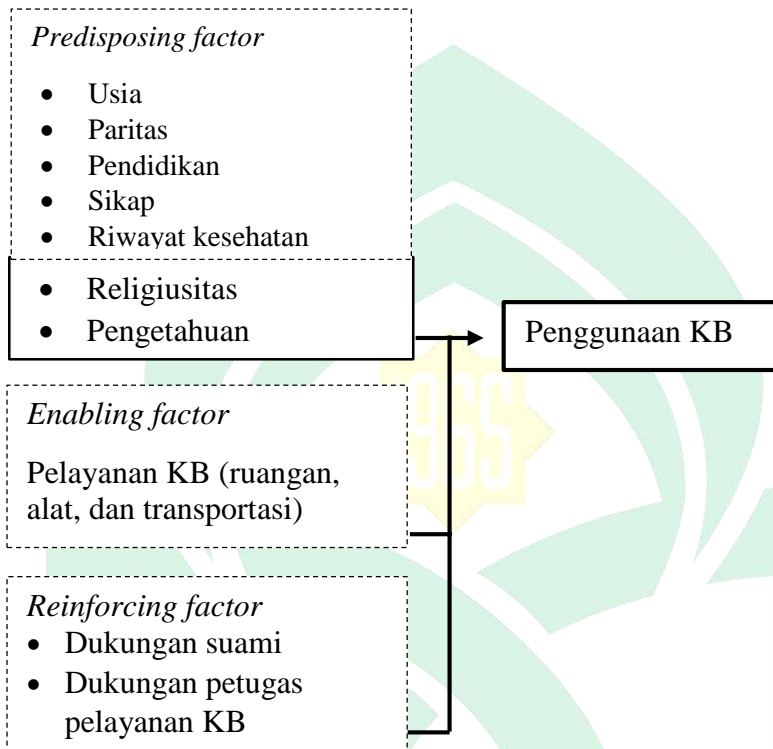 Predisposing factor
• Usia
• Paritas
• Pendidikan
• Sikap
• Riwayat kesehatan
• Religiusitas
• Pengetahuan
Penggunaan KB
Enabling factor
Pelayanan KB (ruangan,
alat, dan transportasi)
Reinforcing factor
• Dukungan suami
• Dukungan petugas
pelayanan KB